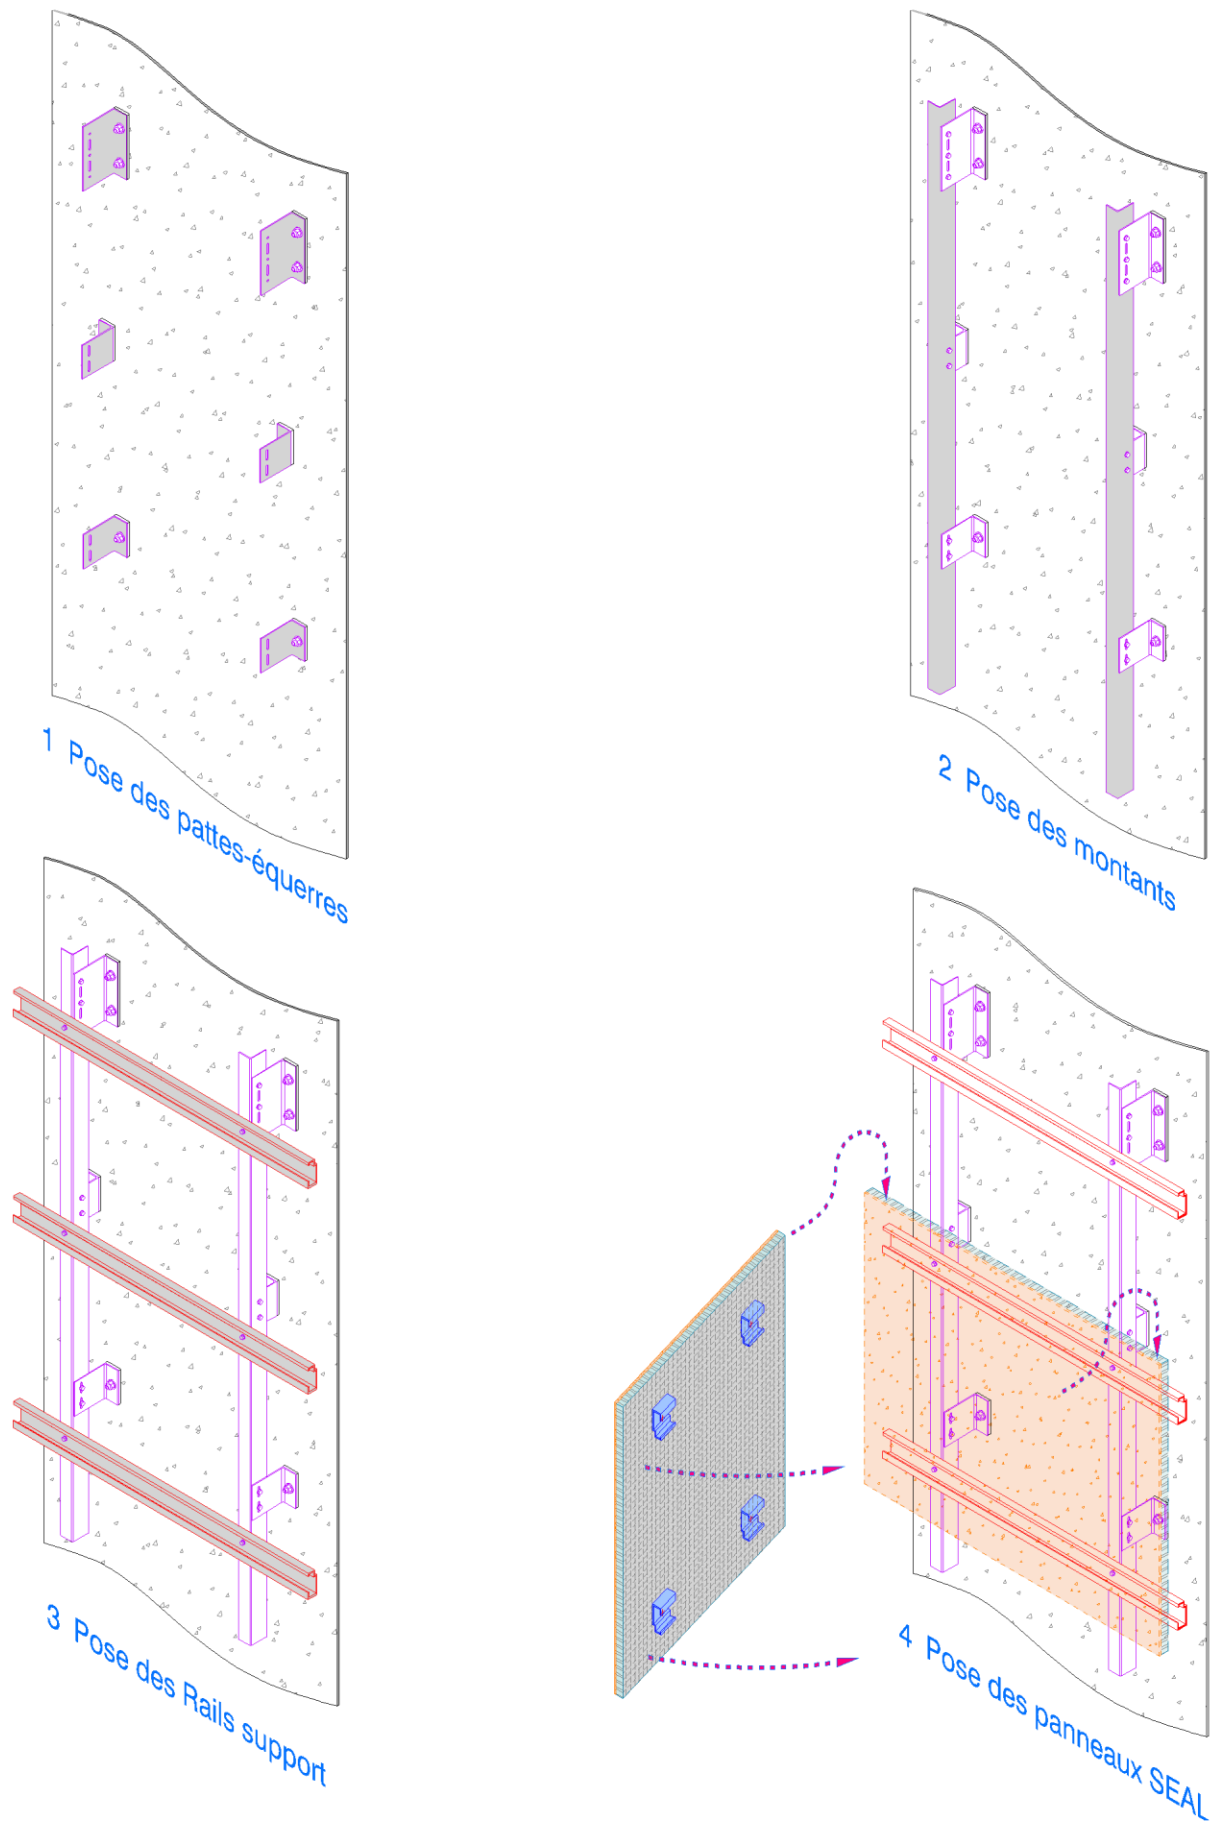 1 Pose des pattes-équerres
2 Pose des montants
3 Pose des Rails support
4 Pose des panneaux SEAL